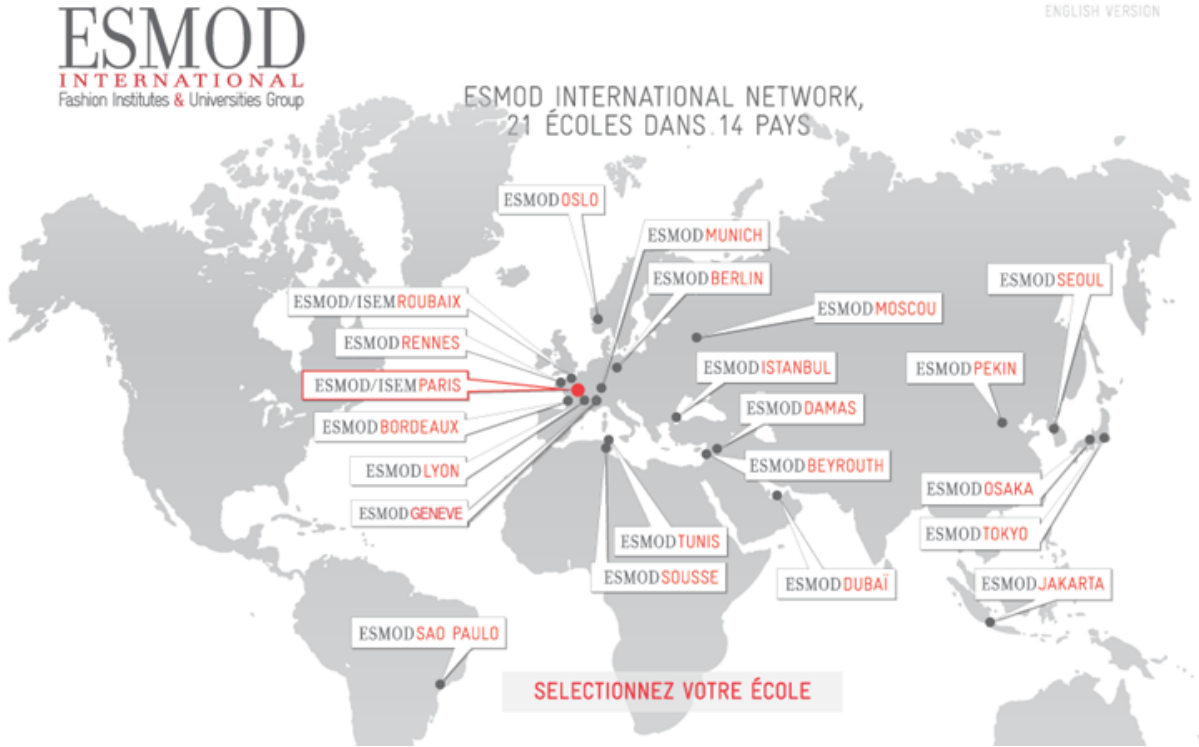 ESMOD
INTERNATIONAL
Fashion Institutes & Universities Group
ENGLISH VERSION
ESMOD INTERNATIONAL NETWORK,
21 ÉCOLES DANS 14 PAYS
ESMOD OSLO
ESMOD MUNICH
ESMOD BERLIN
ESMOD SEOUL
ESMOD/ISEM ROUBAIX
ESMOD MOSCOU
ESMOD RENNES
ESMOD ISTANBUL
ESMOD PEKIN
ESMOD/ISEM PARIS
ESMOD DAMAS
ESMOD BORDEAUX
ESMOD BEYROUTH
ESMOD LYON
ESMOD OSAKA
ESMOD GENEVE
ESMOD TOKYO
ESMOD TUNIS
ESMOD SOUSSE
ESMOD DUBAÏ
ESMOD JAKARTA
ESMOD SAO PAULO
SELECTIONNEZ VOTRE ÉCOLE